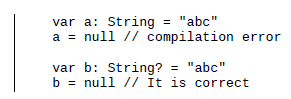 var a: String = "abc"
a = null // compilation error
var b: String? = "abc"
b = null // It is correct